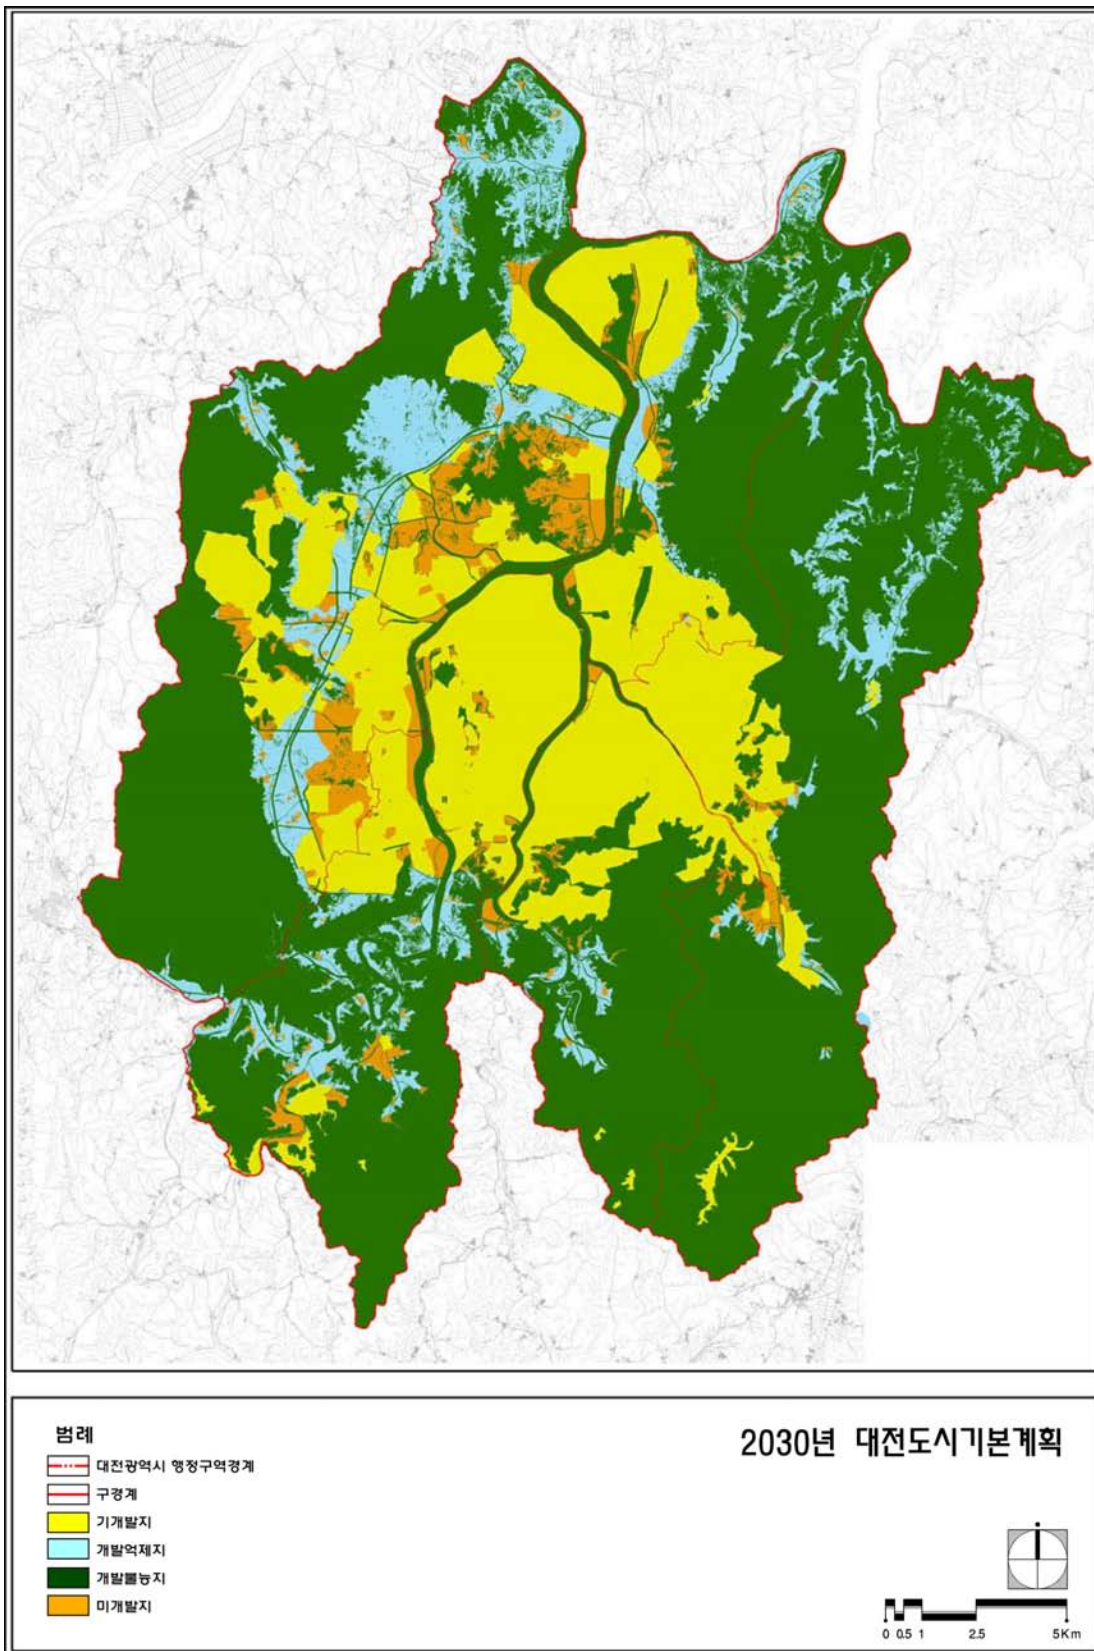 범례
2030년 대전도시기본계획
대전광역시 행정구역경계
구경계
기개발지
개발억제지
개발불능지
미개발지
0 0.5 1 2.5 5Km